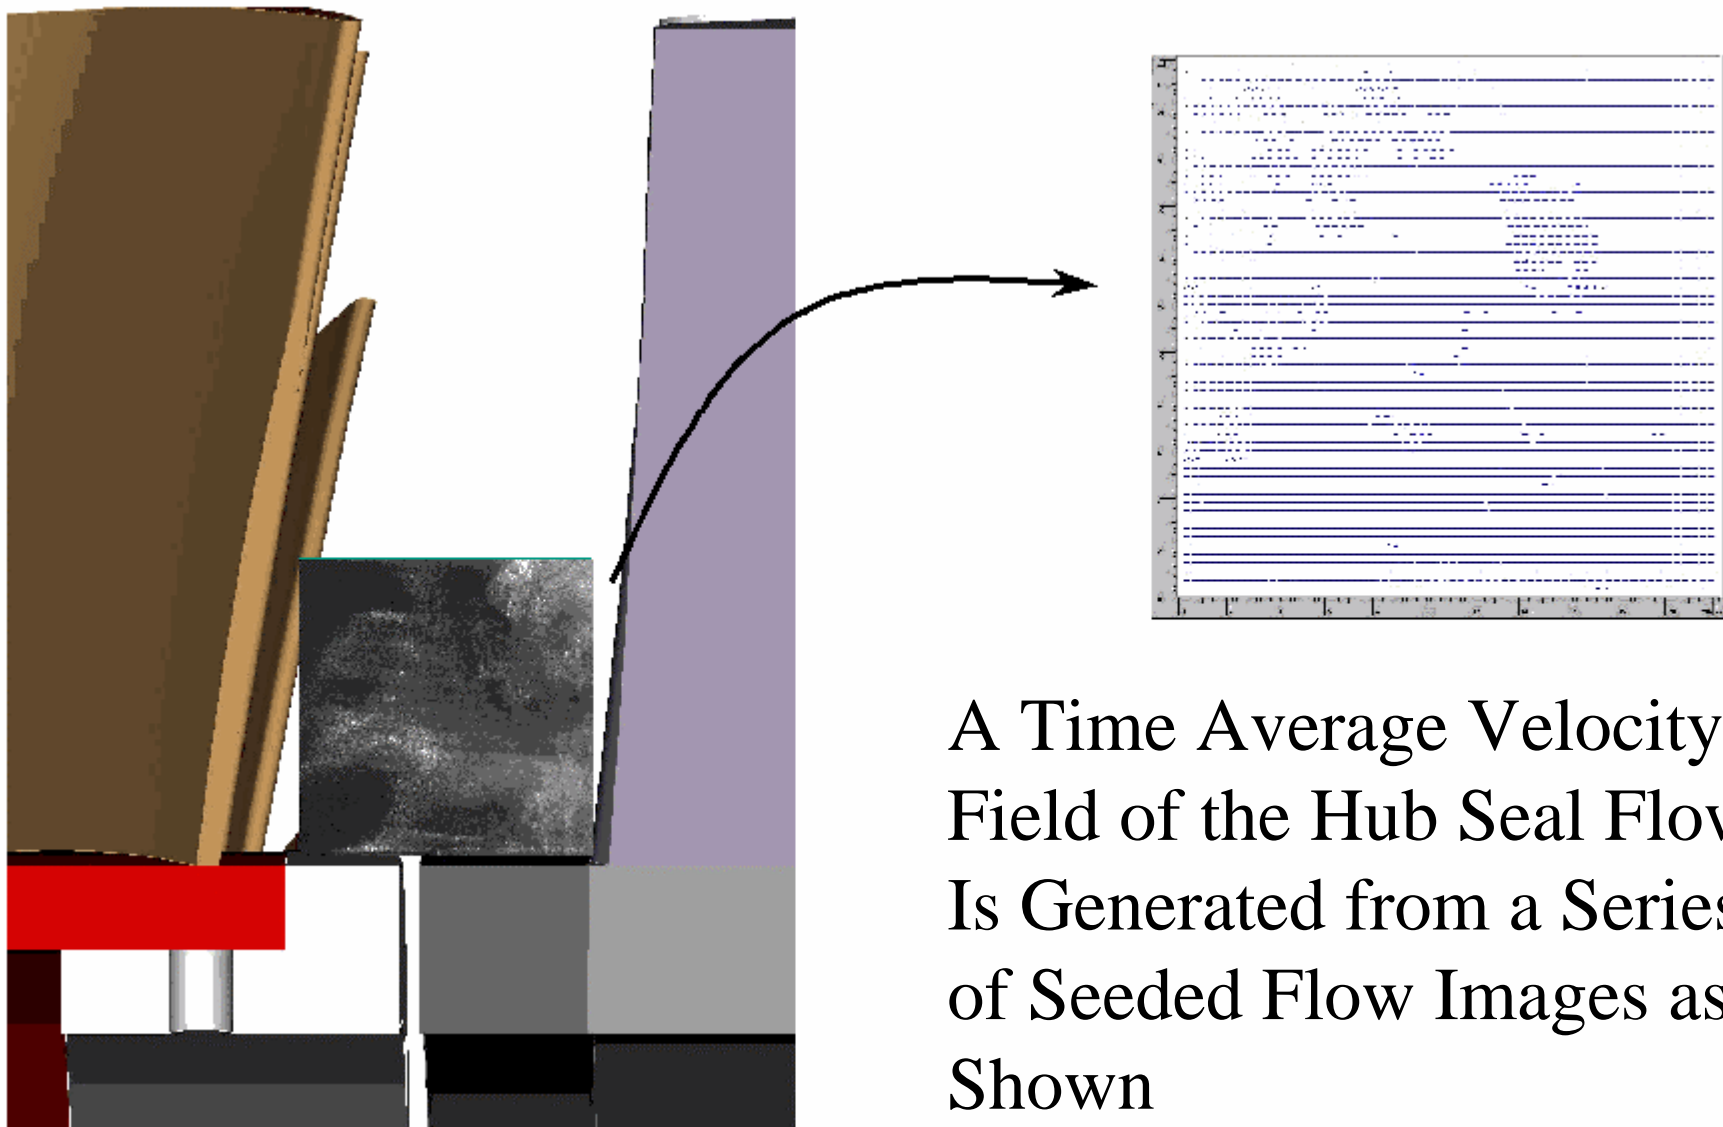 A Time Average Velocity
Field of the Hub Seal Flow
Is Generated from a Series
of Seeded Flow Images as
Shown